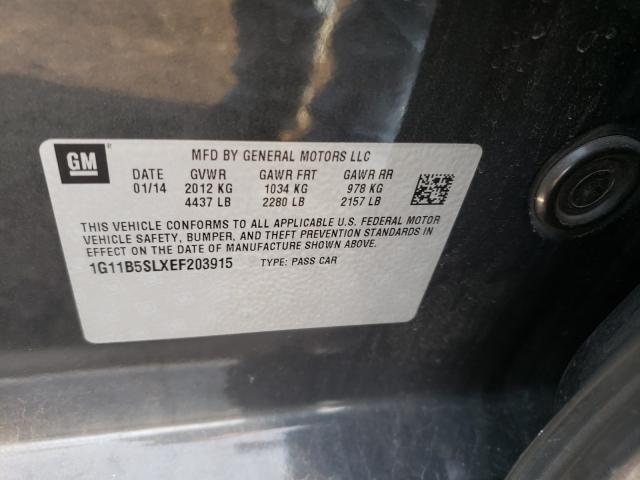 GM
MFD BY GENERAL MOTORS LLC
DATE GVWR GAWR FRT GAWR RR
01/14 2012 KG 1034 KG 978 KG
4437 LB 2280 LB 2157 LB
THIS VEHICLE CONFORMS TO ALL APPLICABLE U.S. FEDERAL MOTOR
VEHICLE SAFETY, BUMPER, AND THEFT PREVENTION STANDARDS IN
EFFECT ON THE DATE OF MANUFACTURE SHOWN ABOVE.
1G11B5SLXEF203915 TYPE: PASS CAR